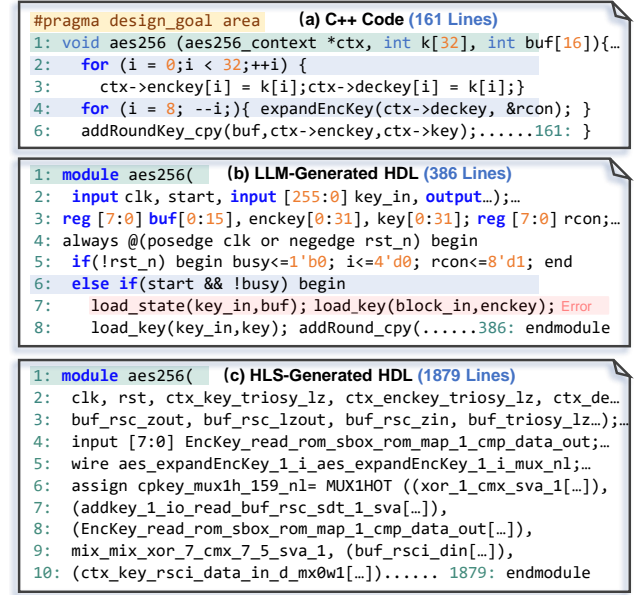 #pragma design_goal area (a) C++ Code (161 Lines)
1: void aes256 (aes256_context *ctx, int k[32], int buf[16]){…
2: for (i = 0;i < 32;++i) {
3: ctx->enckey[i] = k[i];ctx->deckey[i] = k[i];}
4: for (i = 8; --i;){ expandEncKey(ctx->deckey, &rcon); }
6: addRoundKey_cpy(buf,ctx->enckey,ctx->key);......161: }
1: module aes256( (b) LLM-Generated HDL (386 Lines)
2: input clk, start, input [255:0] key_in, output…);…
3: reg [7:0] buf[0:15], enckey[0:31], key[0:31]; reg [7:0] rcon;…
4: always @(posedge clk or negedge rst_n) begin
5: if(!rst_n) begin busy<=1'b0; i<=4'd0; rcon<=8'd1; end
6: else if(start && !busy) begin
7: load_state(key_in,buf); load_key(block_in,enckey); Error
8: load_key(key_in,key); addRound_cpy(......386: endmodule
1: module aes256( (c) HLS-Generated HDL (1879 Lines)
2: clk, rst, ctx_key_triosy_lz, ctx_enckey_triosy_lz, ctx_de…
3: buf_rsc_zout, buf_rsc_lzout, buf_rsc_zin, buf_triosy_lz…);…
4: input [7:0] EncKey_read_rom_sbox_rom_map_1_cmp_data_out;…
5: wire aes_expandEncKey_1_i_aes_expandEncKey_1_i_mux_nl;…
6: assign cpkey_mux1h_159_nl= MUX1HOT ((xor_1_cmx_sva_1[…]),
7: (addkey_1_io_read_buf_rsc_sdt_1_sva[…]),
8: (EncKey_read_rom_sbox_rom_map_1_cmp_data_out[…]),
9: mix_mix_xor_7_cmx_7_5_sva_1, (buf_rsci_din[…]),
10: (ctx_key_rsci_data_in_d_mx0w1[…])...... 1879: endmodule